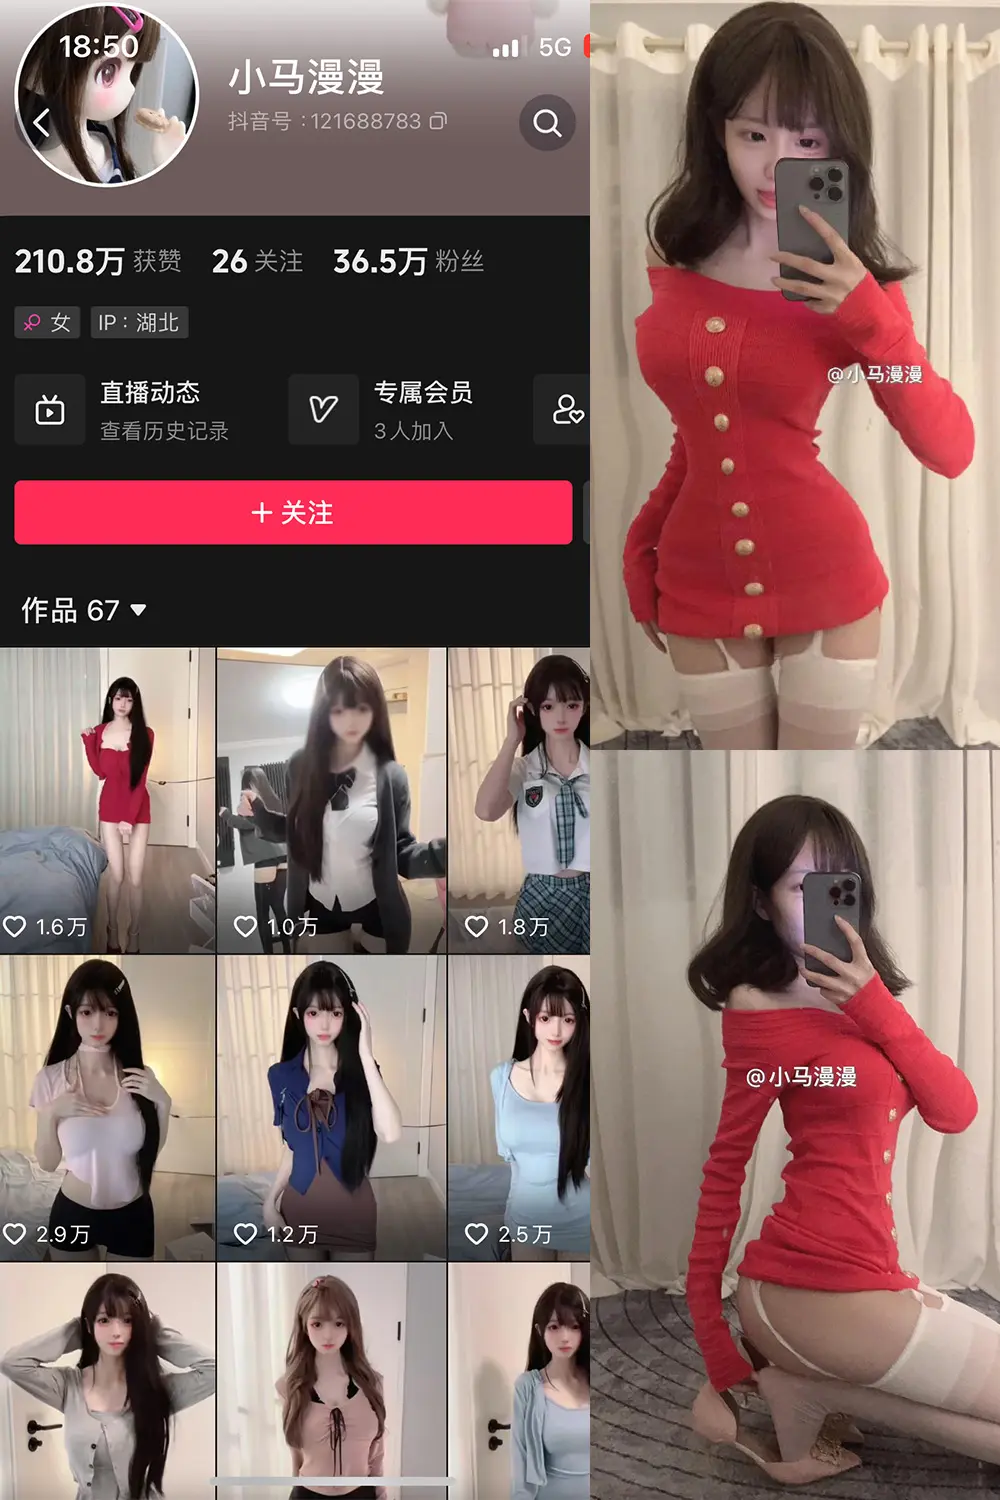 18:50
5G
小马漫漫
抖音号：121688783
210.8万 获赞 26 关注 36.5万 粉丝
女 IP：湖北
直播动态
查看历史记录
专属会员
3人加入
+ 关注
作品 67
1.6万 1.0万 1.8万
2.9万 1.2万 2.5万
@小马漫漫
@小马漫漫